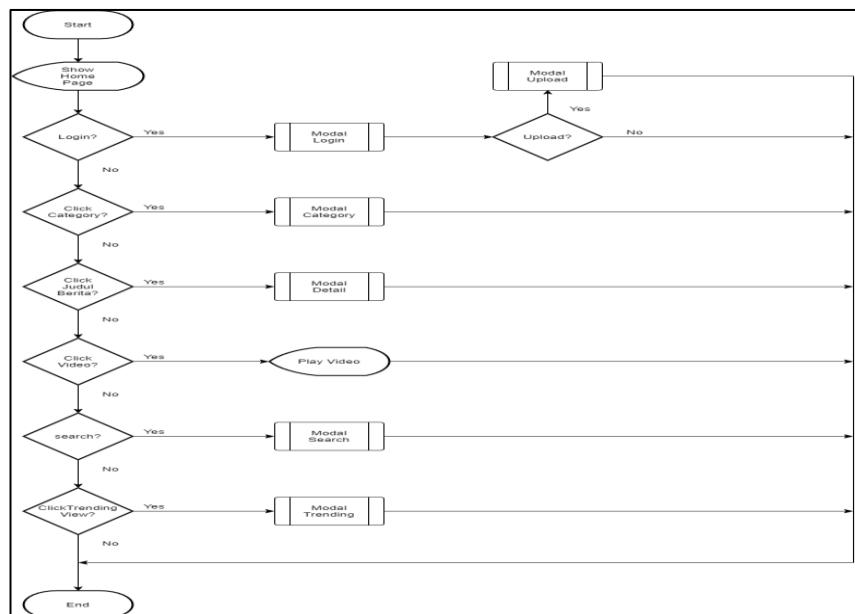 Start
Show
Home
Page
Modal
Upload
Yes
Login?
Yes
Modal
Login
Upload?
No
No
Click
Category?
Yes
Modal
Category
No
Click
Judul
Berita?
Yes
Modal
Detail
No
Click
Video?
Yes
Play Video
No
search?
Yes
Modal
Search
No
ClickTrending
View?
Yes
Modal
Trending
No
End